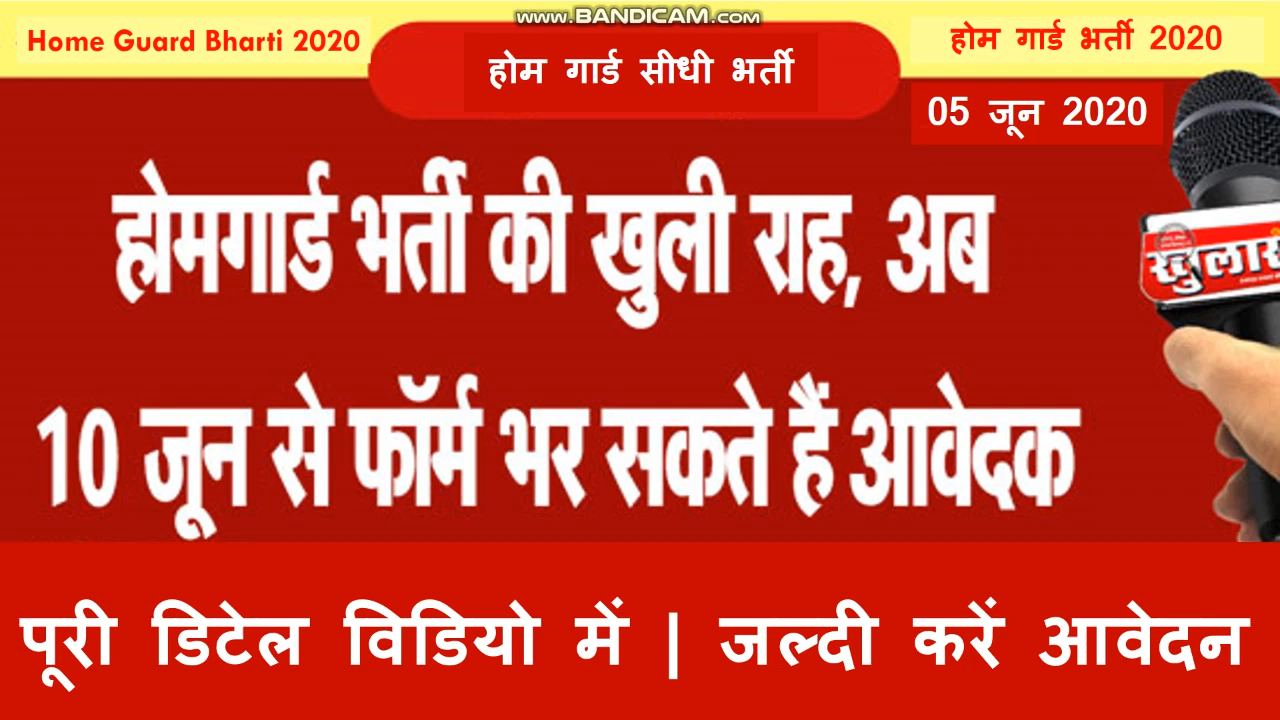 www.BANDICAM.com
Home Guard Bharti 2020
होम गार्ड सीधी भर्ती
होम गार्ड भर्ती 2020
05 जून 2020
होमगार्ड भर्ती की खुली राह, अब
10 जून से फॉर्म भर सकते हैं आवेदक
पूरी डिटेल विडियो में | जल्दी करें आवेदन